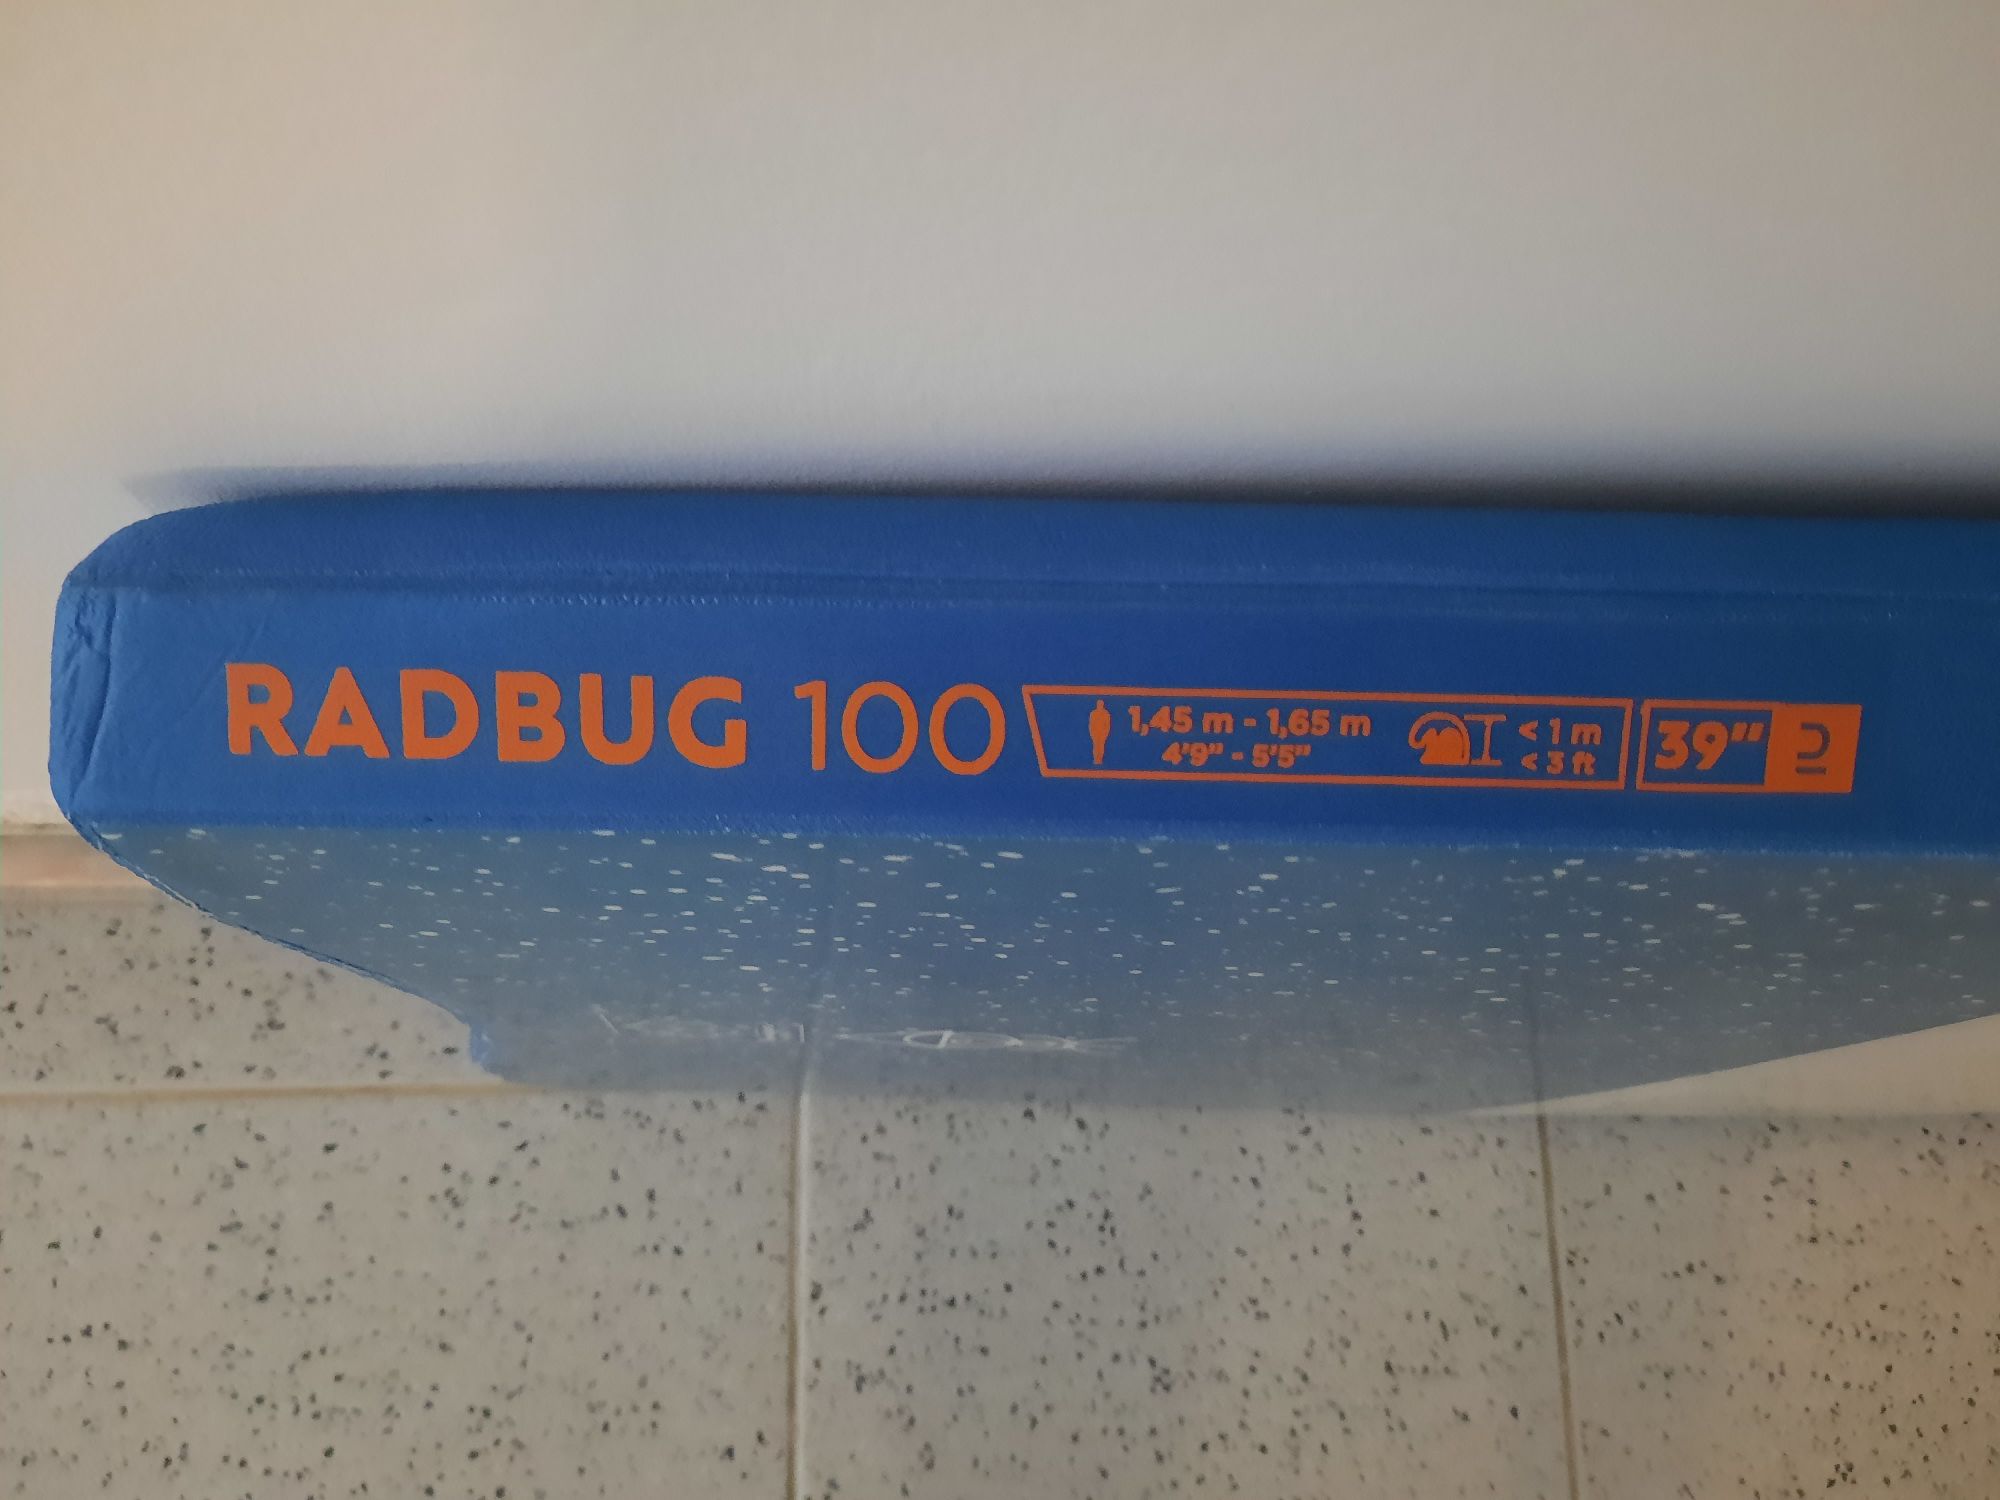 RADBUG 100
1,45 m - 1,65 m
4'9" - 5'5"
< 1 m
< 3 ft
39"